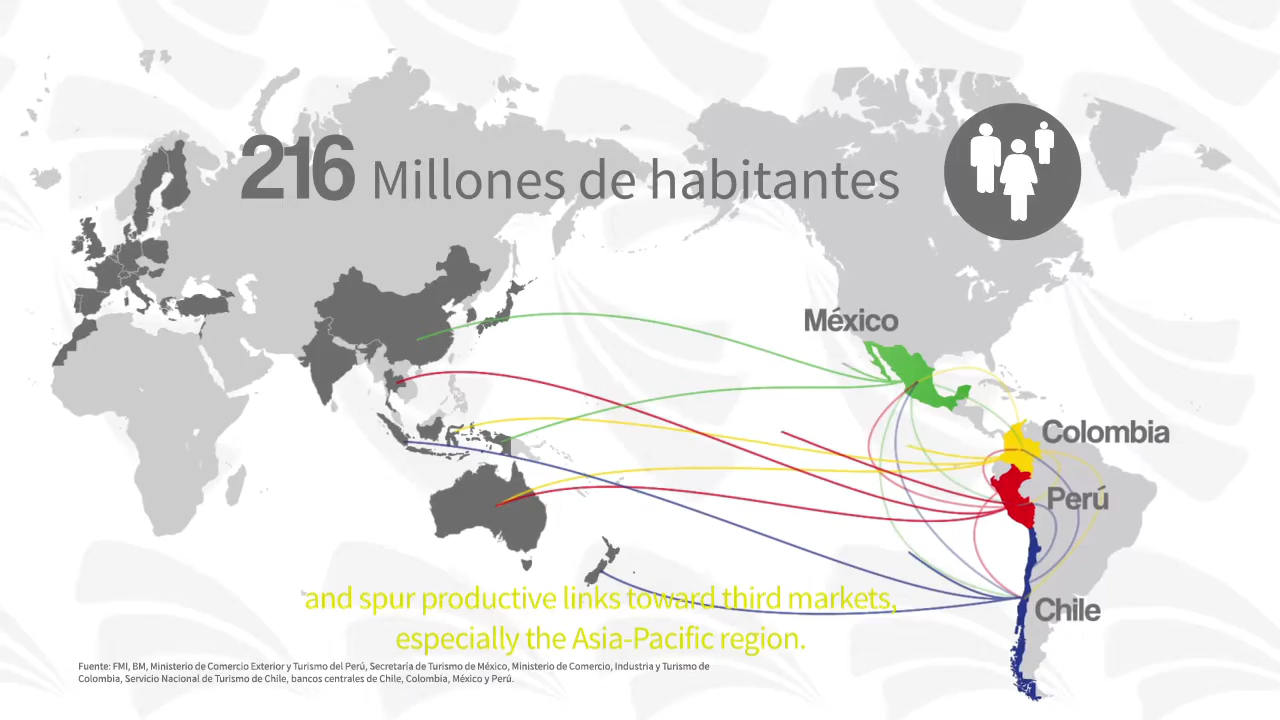 216 Millones de habitantes
México
Colombia
Perú
Chile
and spur productive links toward third markets,
especially the Asia-Pacific region.
Fuente: FMI, BM, Ministerio de Comercio Exterior y Turismo del Perú, Secretaría de Turismo de México, Ministerio de Comercio, Industria y Turismo de
Colombia, Servicio Nacional de Turismo de Chile, bancos centrales de Chile, Colombia, México y Perú.